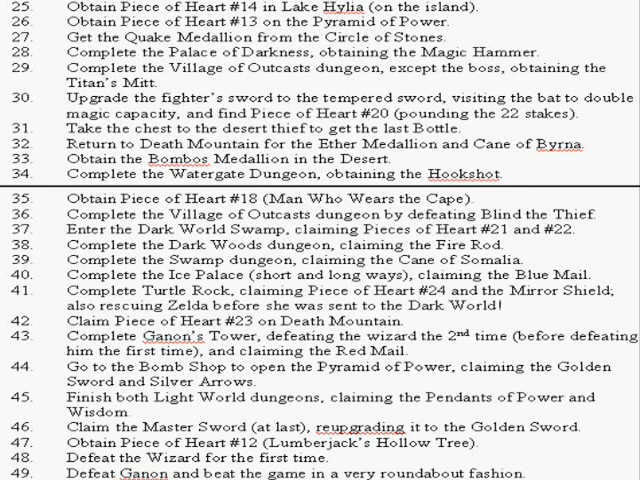 25. Obtain Piece of Heart #14 in Lake Hylia (on the island).
26. Obtain Piece of Heart #13 on the Pyramid of Power.
27. Get the Quake Medallion from the Circle of Stones.
28. Complete the Palace of Darkness, obtaining the Magic Hammer.
29. Complete the Village of Outcasts dungeon, except the boss, obtaining the
Titan's Mitt.
30. Upgrade the fighter's sword to the tempered sword, visiting the bat to double
magic capacity, and find Piece of Heart #20 (pounding the 22 stakes).
31. Take the chest to the desert thief to get the last Bottle.
32. Return to Death Mountain for the Ether Medallion and Cane of Byrna.
33. Obtain the Bombos Medallion in the Desert.
34. Complete the Watergate Dungeon, obtaining the Hookshot.
35. Obtain Piece of Heart #18 (Man Who Wears the Cape).
36. Complete the Village of Outcasts dungeon by defeating Blind the Thief.
37. Enter the Dark World Swamp, claiming Pieces of Heart #21 and #22.
38. Complete the Dark Woods dungeon, claiming the Fire Rod.
39. Complete the Swamp dungeon, claiming the Cane of Somalia.
40. Complete the Ice Palace (short and long ways), claiming the Blue Mail.
41. Complete Turtle Rock, claiming Piece of Heart #24 and the Mirror Shield;
also rescuing Zelda before she was sent to the Dark World!
42. Claim Piece of Heart #23 on Death Mountain.
43. Complete Ganon's Tower, defeating the wizard the 2nd time (before defeating
him the first time), and claiming the Red Mail.
44. Go to the Bomb Shop to open the Pyramid of Power, claiming the Golden
Sword and Silver Arrows.
45. Finish both Light World dungeons, claiming the Pendants of Power and
Wisdom.
46. Claim the Master Sword (at last), reupgrading it to the Golden Sword.
47. Obtain Piece of Heart #12 (Lumberjack's Hollow Tree).
48. Defeat the Wizard for the first time.
49. Defeat Ganon and beat the game in a very roundabout fashion.